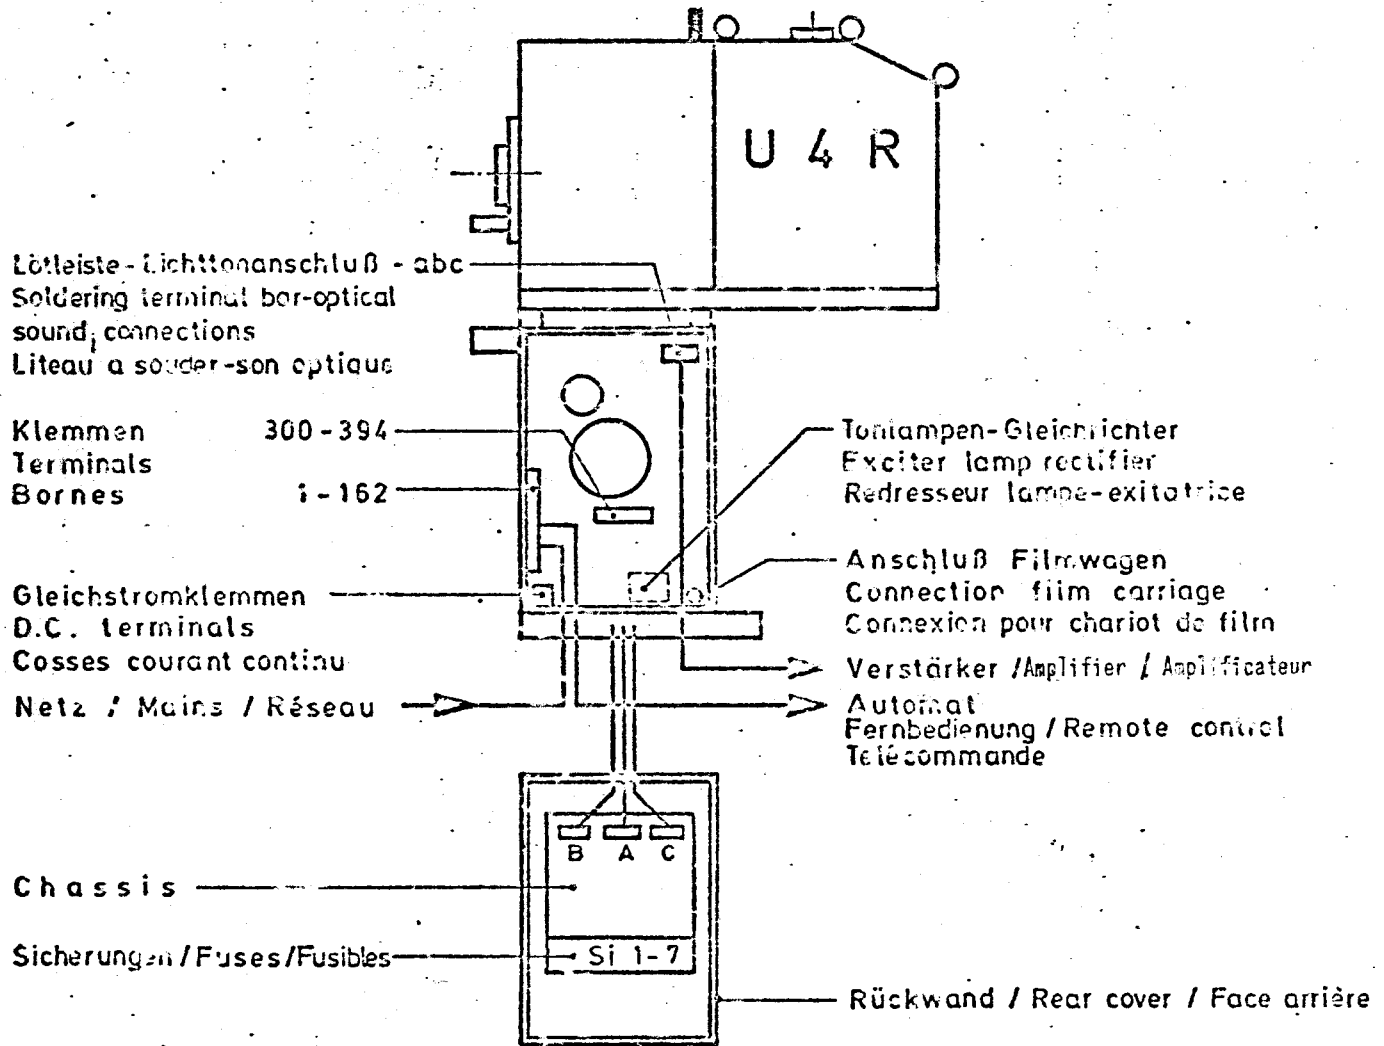 U 4 R
Lötleiste-Lichttonanschluß - abc
Soldering terminal bar-optical
sound, connections
Liteau a souder-son optique
Klemmen 300-394
Terminals
Bornes 1-162
Gleichstromklemmen
D.C. terminals
Cosses courant continu
Netz / Mains / Réseau
Tonlampen-Gleichrichter
Exciter lamp rectifier
Redresseur lampe-exitatrice
Anschluß Filmwagen
Connection film carriage
Connexion pour chariot de film
Verstärker /Amplifier / Amplificateur
Automat
Fernbedienung / Remote control
Telécommande
B A C
Chassis
Sicherungen / Fuses/Fusibles
Si 1-7
Rückwand / Rear cover / Face arrière